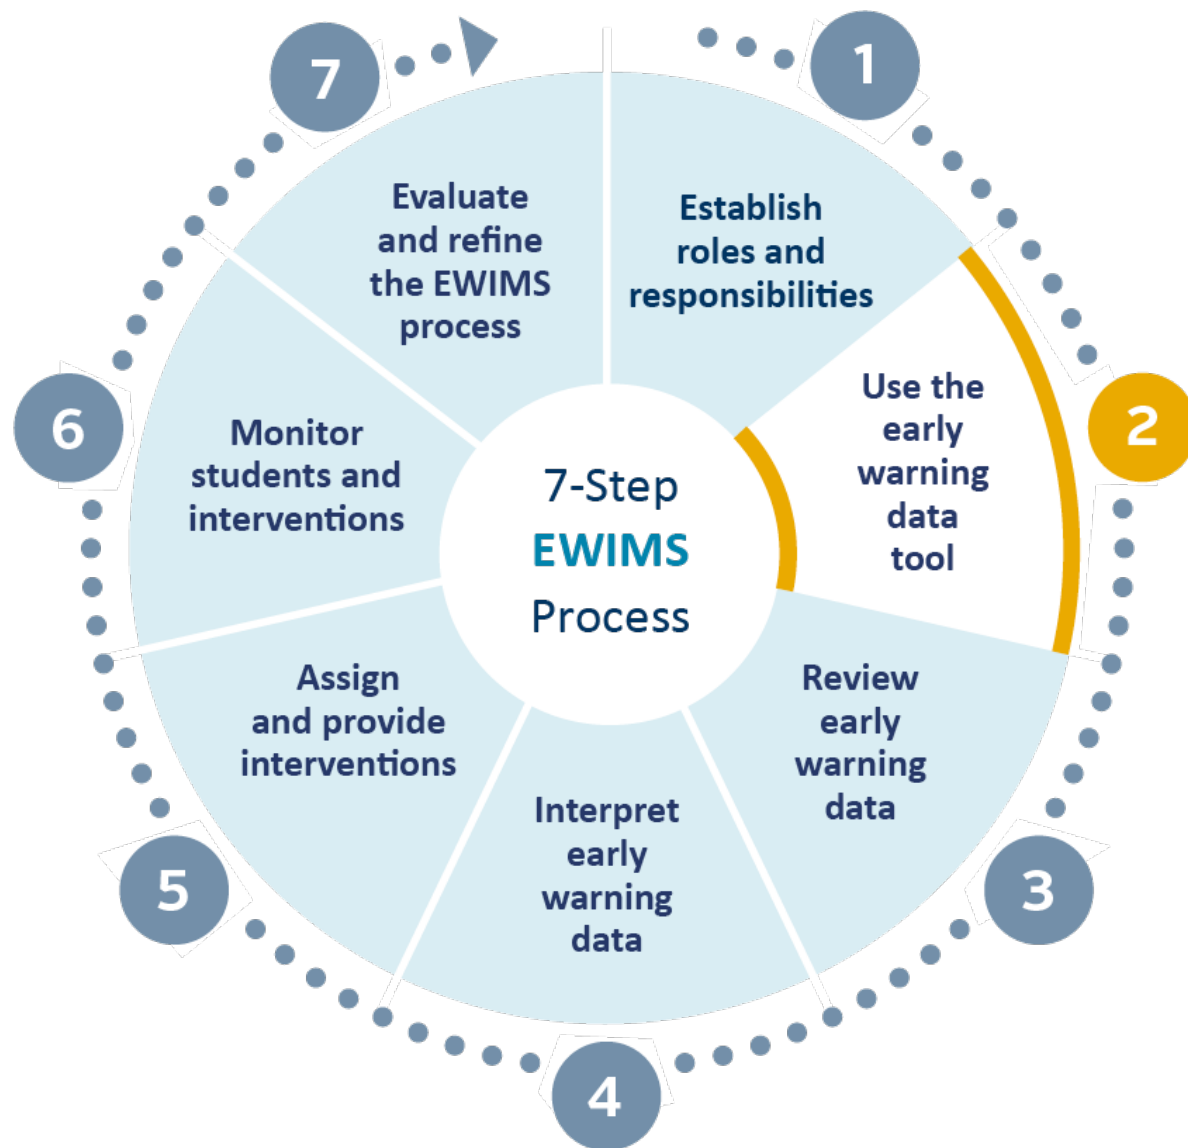 7-Step
EWIMS
Process
1
Establish
roles and
responsibilities
2
Use the
early
warning
data
tool
3
Review
early
warning
data
4
Interpret
early
warning
data
5
Assign
and provide
interventions
6
Monitor
students and
interventions
7
Evaluate
and refine
the EWIMS
process